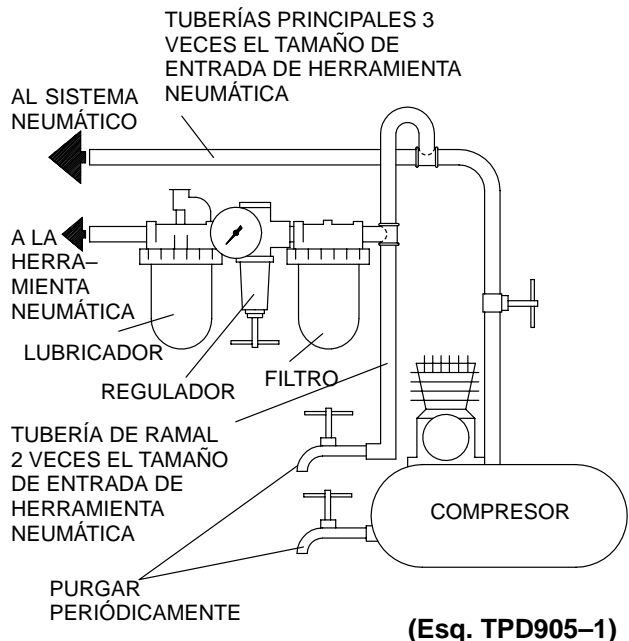 TUBERÍAS PRINCIPALES 3
VECES EL TAMAÑO DE
ENTRADA DE HERRAMIENTA
NEUMÁTICA
AL SISTEMA
NEUMÁTICO
A LA
HERRA–
MIENTA
NEUMÁTICA
LUBRICADOR
REGULADOR
FILTRO
TUBERÍA DE RAMAL
2 VECES EL TAMAÑO
DE ENTRADA DE
HERRAMIENTA
NEUMÁTICA
COMPRESOR
PURGAR
PERIÓDICAMENTE
(Esq. TPD905–1)